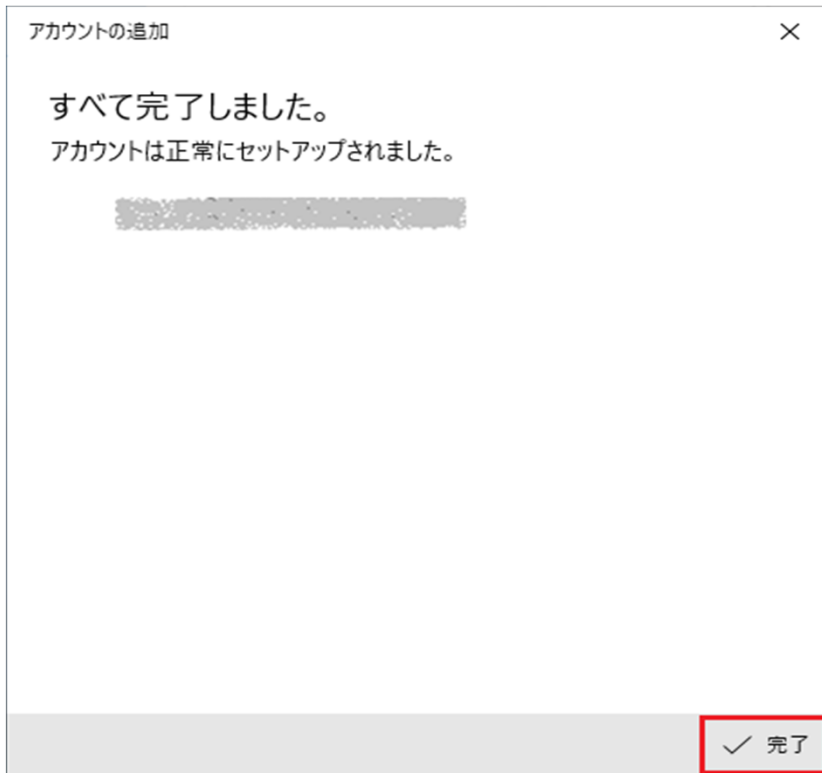 アカウントの追加
すべて完了しました。
アカウントは正常にセットアップされました。
完了